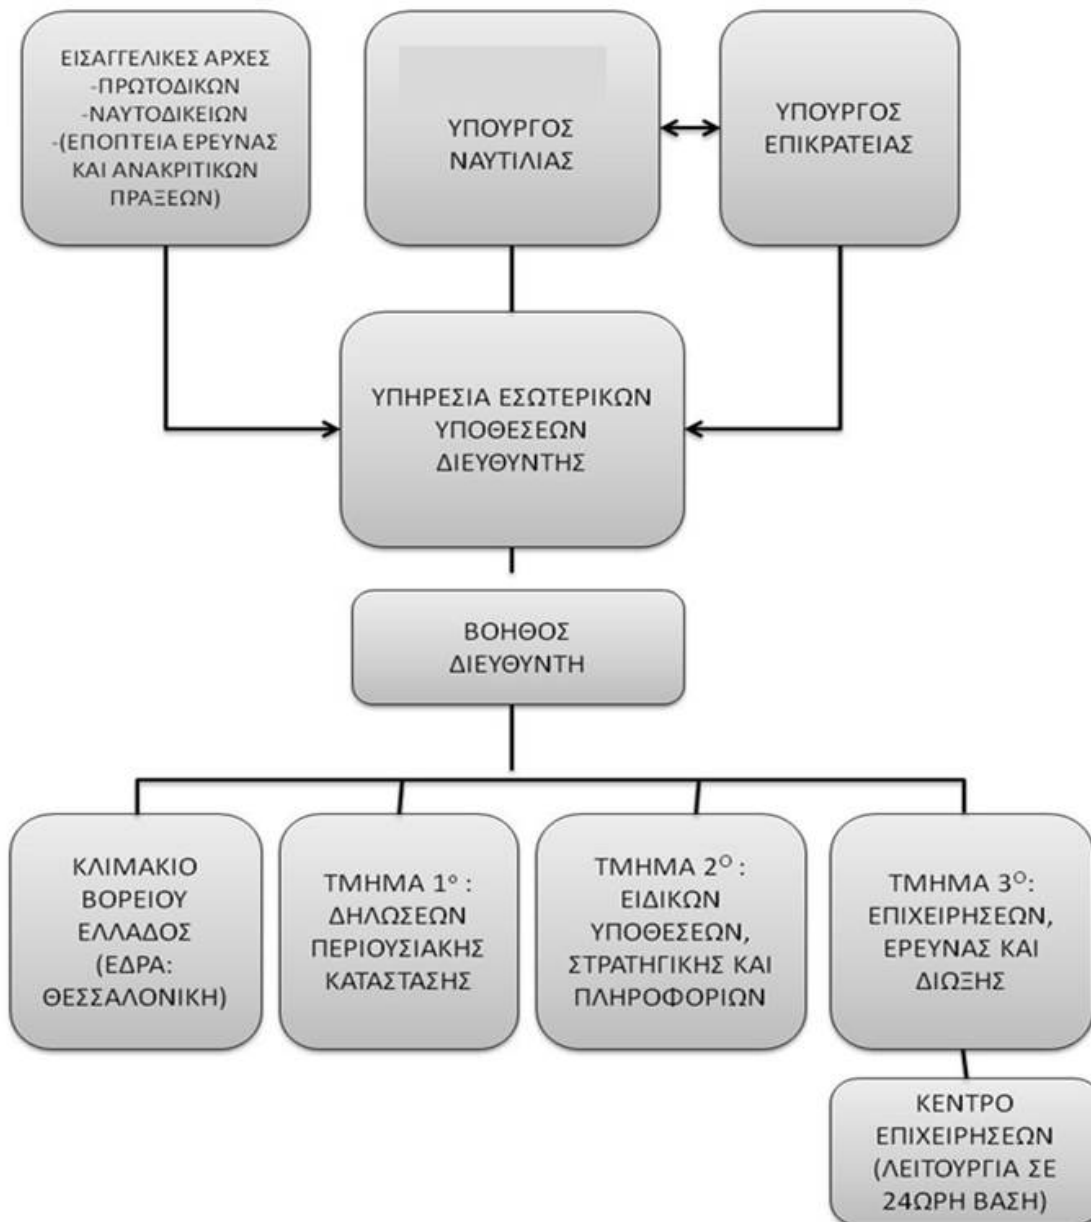 ΕΙΣΑΓΓΕΛΙΚΕΣ ΑΡΧΕΣ
-ΠΡΩΤΟΔΙΚΩΝ
-ΝΑΥΤΟΔΙΚΕΙΩΝ
-(ΕΠΟΠΤΕΙΑ ΕΡΕΥΝΑΣ
ΚΑΙ ΑΝΑΚΡΙΤΙΚΩΝ
ΠΡΑΞΕΩΝ)
ΥΠΟΥΡΓΟΣ
ΝΑΥΤΙΛΙΑΣ
ΥΠΟΥΡΓΟΣ
ΕΠΙΚΡΑΤΕΙΑΣ
ΥΠΗΡΕΣΙΑ ΕΣΩΤΕΡΙΚΩΝ
ΥΠΟΘΕΣΕΩΝ
ΔΙΕΥΘΥΝΤΗΣ
ΒΟΗΘΟΣ
ΔΙΕΥΘΥΝΤΗ
ΚΛΙΜΑΚΙΟ
ΒΟΡΕΙΟΥ
ΕΛΛΑΔΟΣ
(ΕΔΡΑ:
ΘΕΣΣΑΛΟΝΙΚΗ)
ΤΜΗΜΑ 1° :
ΔΗΛΩΣΕΩΝ
ΠΕΡΙΟΥΣΙΑΚΗΣ
ΚΑΤΑΣΤΑΣΗΣ
ΤΜΗΜΑ 2Ο :
ΕΙΔΙΚΩΝ
ΥΠΟΘΕΣΕΩΝ,
ΣΤΡΑΤΗΓΙΚΗΣ ΚΑΙ
ΠΛΗΡΟΦΟΡΙΩΝ
ΤΜΗΜΑ 3Ο:
ΕΠΙΧΕΙΡΗΣΕΩΝ,
ΕΡΕΥΝΑΣ ΚΑΙ
ΔΙΩΞΗΣ
ΚΕΝΤΡΟ
ΕΠΙΧΕΙΡΗΣΕΩΝ
(ΛΕΙΤΟΥΡΓΙΑ ΣΕ
24ΩΡΗ ΒΑΣΗ)